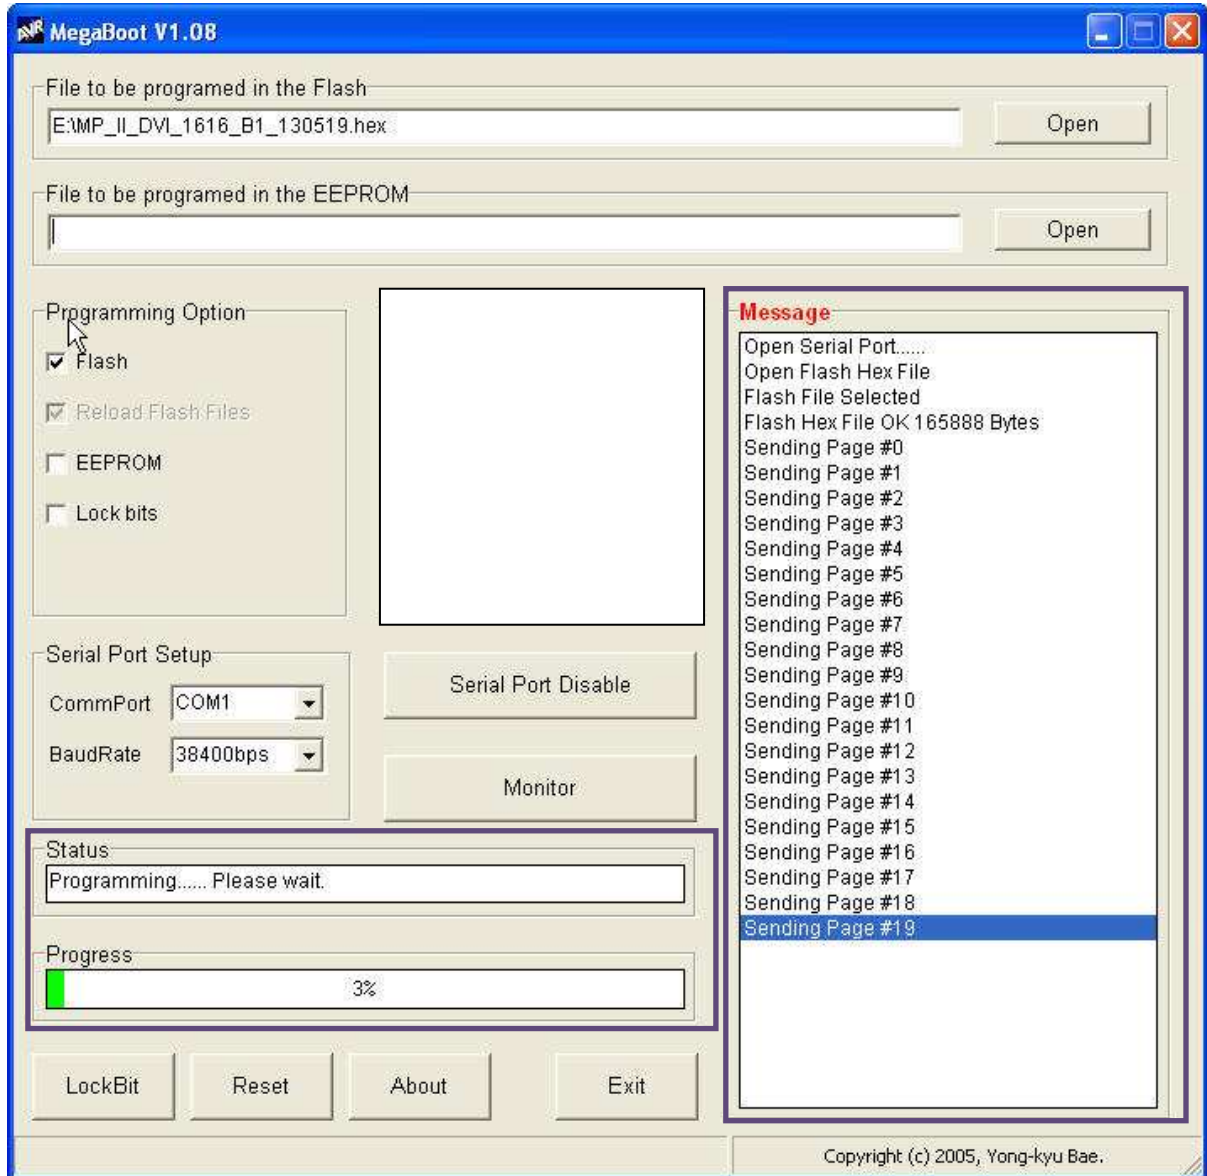 AVR MegaBoot V1.08
File to be programed in the Flash
E:\MP_II_DVI_1616_B1_130519.hex
Open
File to be programed in the EEPROM
Open
Programming Option
Flash
Reload Flash Files
EEPROM
Lock bits
Serial Port Setup
CommPort COM1
BaudRate 38400bps
Serial Port Disable
Monitor
Message
Open Serial Port......
Open Flash Hex File
Flash File Selected
Flash Hex File OK 165888 Bytes
Sending Page #0
Sending Page #1
Sending Page #2
Sending Page #3
Sending Page #4
Sending Page #5
Sending Page #6
Sending Page #7
Sending Page #8
Sending Page #9
Sending Page #10
Sending Page #11
Sending Page #12
Sending Page #13
Sending Page #14
Sending Page #15
Sending Page #16
Sending Page #17
Sending Page #18
Sending Page #19
Status
Programming...... Please wait.
Progress
3%
LockBit
Reset
About
Exit
Copyright (c) 2005, Yong-kyu Bae.